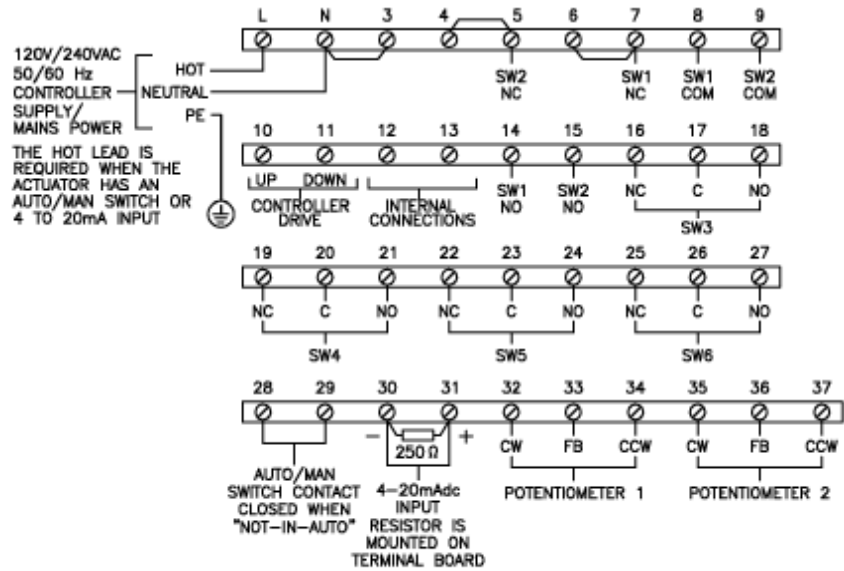 L N 3 4 5 6 7 8 9
120V/240VAC
50/60 Hz
CONTROLLER
SUPPLY/
MAINS POWER
HOT
NEUTRAL
PE
SW2 NC
SW1 NC
SW1 COM
SW2 COM
THE HOT LEAD IS
REQUIRED WHEN THE
ACTUATOR HAS AN
AUTO/MAN SWITCH OR
4 TO 20mA INPUT
10 11 12 13 14 15 16 17 18
UP DOWN
CONTROLLER
DRIVE
INTERNAL
CONNECTIONS
SW1 NO
SW2 NO
NC C NO
SW3
19 20 21 22 23 24 25 26 27
NC C NO NC C NO NC C NO
SW4 SW5 SW6
28 29 30 31 32 33 34 35 36 37
− 250 Ω +
CW FB CCW CW FB CCW
AUTO/MAN
SWITCH CONTACT
CLOSED WHEN
"NOT-IN-AUTO"
4-20mAdc
INPUT
RESISTOR IS
MOUNTED ON
TERMINAL BOARD
POTENTIOMETER 1
POTENTIOMETER 2